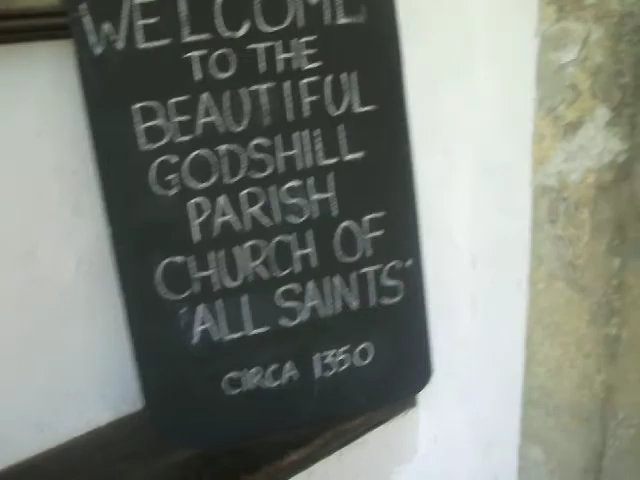 WELCOME
TO THE
BEAUTIFUL
GODSHILL
PARISH
CHURCH OF
'ALL SAINTS'
CIRCA 1350